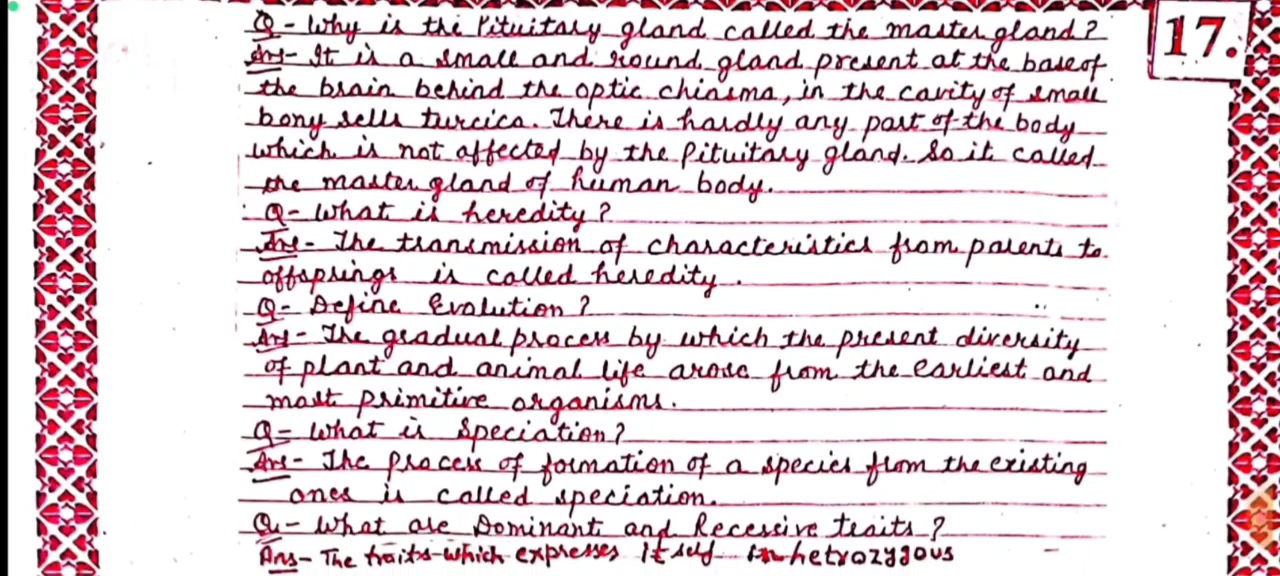 Q - Why is the Pituitary gland called the master gland?
17.
Ans- It is a small and round gland present at the base of
the brain behind the optic chiasma, in the cavity of small
bony sella turcica. There is hardly any part of the body
which is not affected by the Pituitary gland. So it called
the master gland of human body.
Q - What is heredity?
Ans - The transmission of characteristics from parents to
offsprings is called heredity.
Q - Define Evolution?
Ans - The gradual process by which the present diversity
of plant and animal life arose from the earliest and
most primitive organisms.
Q = What is Speciation?
Ans - The process of formation of a species from the existing
ones is called speciation.
Q - What are Dominant and Recessive traits?
Ans - The traits which expresses It self in hetrozygous